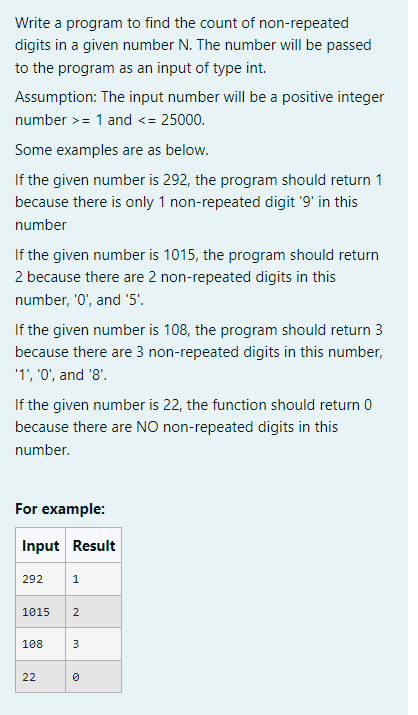 Write a program to find the count of non-repeated
digits in a given number N. The number will be passed
to the program as an input of type int.
Assumption: The input number will be a positive integer
number >= 1 and <= 25000.
Some examples are as below.
If the given number is 292, the program should return 1
because there is only 1 non-repeated digit '9' in this
number
If the given number is 1015, the program should return
2 because there are 2 non-repeated digits in this
number, '0', and '5'.
If the given number is 108, the program should return 3
because there are 3 non-repeated digits in this number,
'1', '0', and '8'.
If the given number is 22, the function should return 0
because there are NO non-repeated digits in this
number.
For example:
Input Result
292 1
1015 2
108 3
22 0